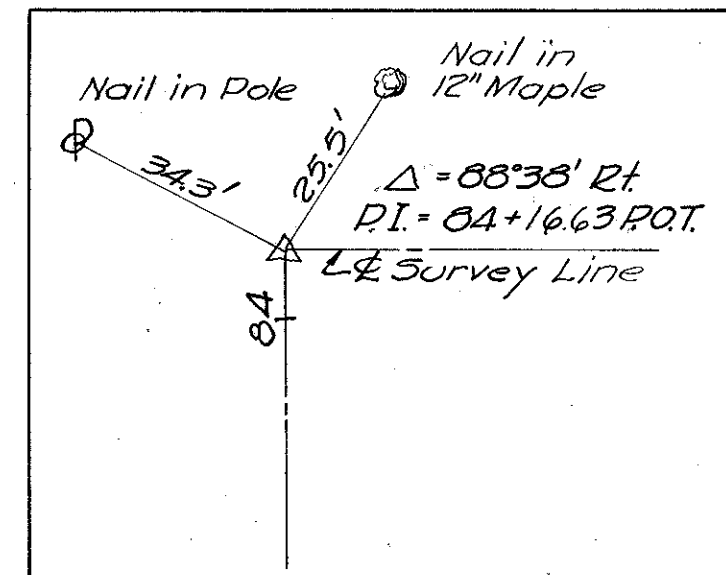 Nail in
12" Maple
Nail in Pole
34.3'
25.5'
Δ = 88°38' Rt.
P.I. = 84+16.63 P.O.T.
℄ Survey Line
84